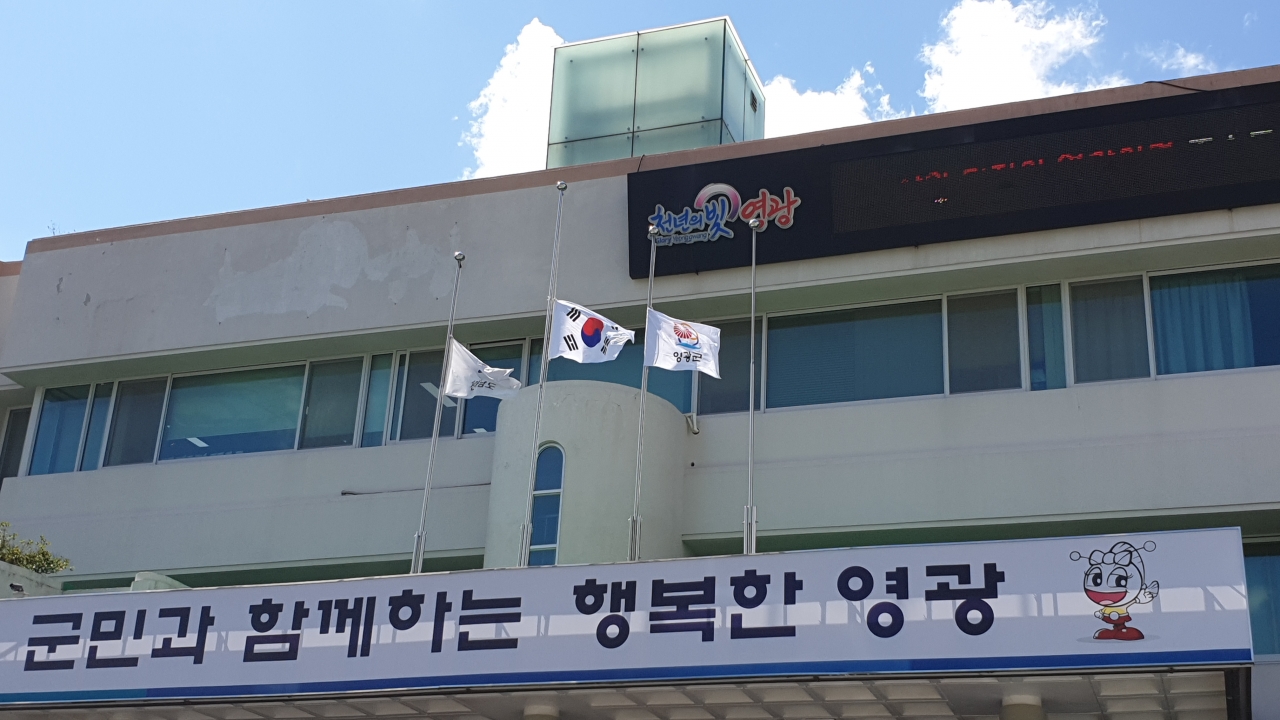 천년의 빛 영광
영광군
군민과 함께하는 행복한 영광